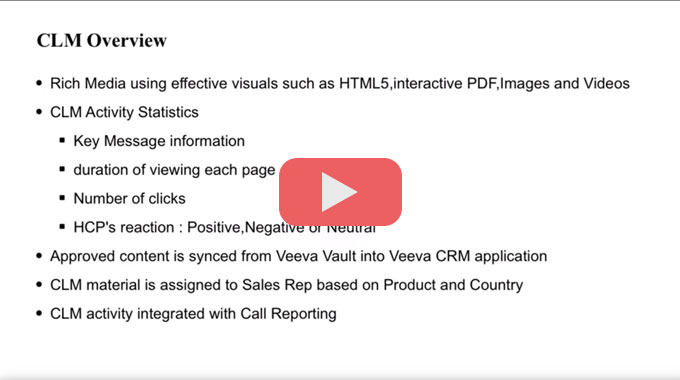 CLM Overview
• Rich Media using effective visuals such as HTML5,interactive PDF,Images and Videos
• CLM Activity Statistics
▪ Key Message information
▪ duration of viewing each page
▪ Number of clicks
▪ HCP's reaction : Positive,Negative or Neutral
• Approved content is synced from Veeva Vault into Veeva CRM application
• CLM material is assigned to Sales Rep based on Product and Country
• CLM activity integrated with Call Reporting